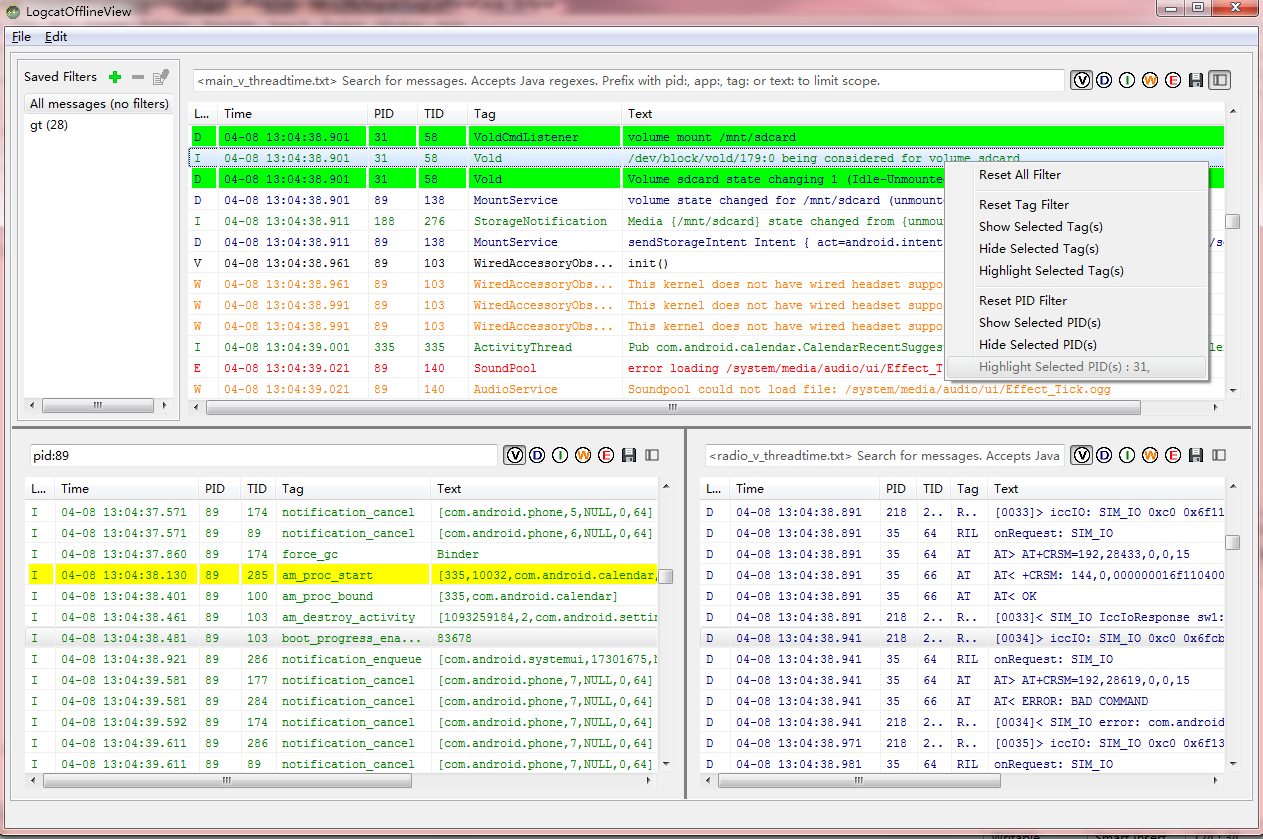 LogcatOfflineView
File Edit
Saved Filters
All messages (no filters)
gt (28)
<main_v_threadtime.txt> Search for messages. Accepts Java regexes. Prefix with pid:, app:, tag: or text: to limit scope.
V D I W E
L... Time PID TID Tag Text
D 04-08 13:04:38.901 31 58 VoldCmdListener volume mount /mnt/sdcard
I 04-08 13:04:38.901 31 58 Vold /dev/block/vold/179:0 being considered for volume sdcard
D 04-08 13:04:38.901 31 58 Vold Volume sdcard state changing 1 (Idle-Unmounte
D 04-08 13:04:38.901 89 138 MountService volume state changed for /mnt/sdcard (unmount
I 04-08 13:04:38.911 188 276 StorageNotification Media {/mnt/sdcard} state changed from {unmou
D 04-08 13:04:38.911 89 138 MountService sendStorageIntent Intent { act=android.intent
V 04-08 13:04:38.961 89 103 WiredAccessoryObs... init()
W 04-08 13:04:38.961 89 103 WiredAccessoryObs... This kernel does not have wired headset suppo
W 04-08 13:04:38.991 89 103 WiredAccessoryObs... This kernel does not have wired headset suppo
W 04-08 13:04:38.991 89 103 WiredAccessoryObs... This kernel does not have wired headset suppo
I 04-08 13:04:39.001 335 335 ActivityThread Pub com.android.calendar.CalendarRecentSugges
E 04-08 13:04:39.021 89 140 SoundPool error loading /system/media/audio/ui/Effect_T
W 04-08 13:04:39.021 89 140 AudioService Soundpool could not load file: /system/media/audio/ui/Effect_Tick.ogg
Reset All Filter
Reset Tag Filter
Show Selected Tag(s)
Hide Selected Tag(s)
Highlight Selected Tag(s)
Reset PID Filter
Show Selected PID(s)
Hide Selected PID(s)
Highlight Selected PID(s) : 31,
pid:89
V D I W E
L... Time PID TID Tag Text
I 04-08 13:04:37.571 89 174 notification_cancel [com.android.phone,5,NULL,0,64]
I 04-08 13:04:37.571 89 89 notification_cancel [com.android.phone,6,NULL,0,64]
I 04-08 13:04:37.860 89 174 force_gc Binder
I 04-08 13:04:38.130 89 285 am_proc_start [335,10032,com.android.calendar,
I 04-08 13:04:38.401 89 100 am_proc_bound [335,com.android.calendar]
I 04-08 13:04:38.461 89 103 am_destroy_activity [1093259184,2,com.android.settin
I 04-08 13:04:38.481 89 103 boot_progress_ena... 83678
I 04-08 13:04:38.921 89 286 notification_enqueue [com.android.systemui,17301675,N
I 04-08 13:04:39.581 89 177 notification_cancel [com.android.phone,7,NULL,0,64]
I 04-08 13:04:39.581 89 284 notification_cancel [com.android.phone,7,NULL,0,64]
I 04-08 13:04:39.592 89 174 notification_cancel [com.android.phone,7,NULL,0,64]
I 04-08 13:04:39.611 89 286 notification_cancel [com.android.phone,7,NULL,0,64]
I 04-08 13:04:39.611 89 89 notification_cancel [com.android.phone,7,NULL,0,64]
<radio_v_threadtime.txt> Search for messages. Accepts Java
V D I W E
L... Time PID TID Tag Text
D 04-08 13:04:38.891 218 2.. R.. [0033]> iccIO: SIM_IO 0xc0 0x6f11
D 04-08 13:04:38.891 35 64 RIL onRequest: SIM_IO
D 04-08 13:04:38.891 35 64 AT AT> AT+CRSM=192,28433,0,0,15
D 04-08 13:04:38.891 35 66 AT AT< +CRSM: 144,0,000000016f110400
D 04-08 13:04:38.891 35 66 AT AT< OK
D 04-08 13:04:38.891 218 2.. R.. [0033]< SIM_IO IccIoResponse sw1:
D 04-08 13:04:38.941 218 2.. R.. [0034]> iccIO: SIM_IO 0xc0 0x6fcb
D 04-08 13:04:38.941 35 64 RIL onRequest: SIM_IO
D 04-08 13:04:38.941 35 64 AT AT> AT+CRSM=192,28619,0,0,15
D 04-08 13:04:38.941 35 66 AT AT< ERROR: BAD COMMAND
D 04-08 13:04:38.941 218 2.. R.. [0034]< SIM_IO error: com.android
D 04-08 13:04:38.971 218 2.. R.. [0035]> iccIO: SIM_IO 0xc0 0x6f13
D 04-08 13:04:38.981 35 64 RIL onRequest: SIM_IO